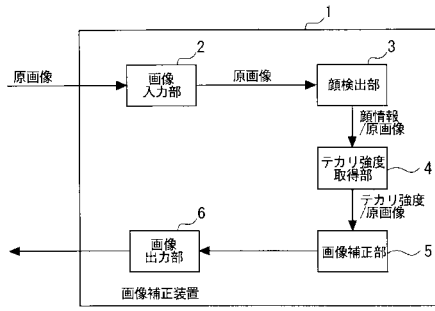 1
2
3
原画像
画像
入力部
原画像
顔検出部
顔情報
/原画像
テカリ強度
取得部
4
テカリ強度
/原画像
6
画像
出力部
画像補正部
5
画像補正装置